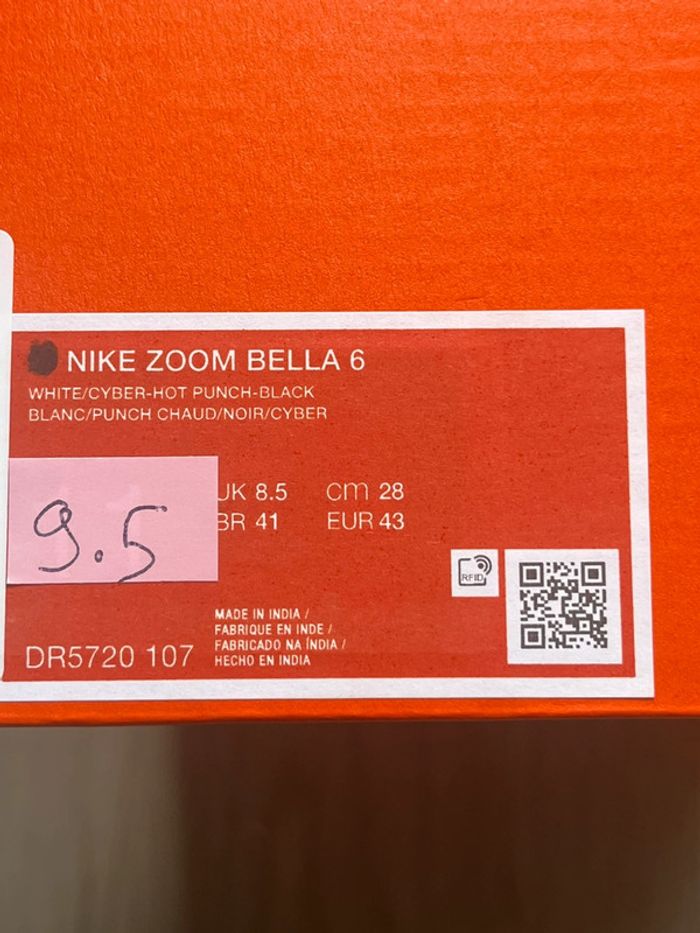 NIKE ZOOM BELLA 6
WHITE/CYBER-HOT PUNCH-BLACK
BLANC/PUNCH CHAUD/NOIR/CYBER
UK 8.5 cm 28
9.5
BR 41 EUR 43
RFID
MADE IN INDIA /
FABRIQUE EN INDE /
FABRICADO NA ÍNDIA /
HECHO EN INDIA
DR5720 107